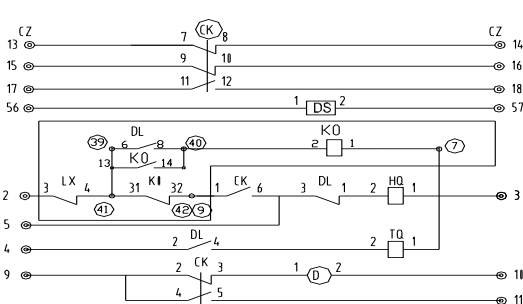 CZ CK CZ
13 7 8 14
15 9 10 16
17 11 12 18
56 1 DS 2 57
DL KO
39 6 8 40 2 1 7
13 KO 14
LX KI CK DL HQ
2 3 4 31 32 1 6 3 1 2 1 3
41 42 9
5
DL TQ
4 2 4 2 1
CK
9 2 3 1 D 2 10
4 5 11